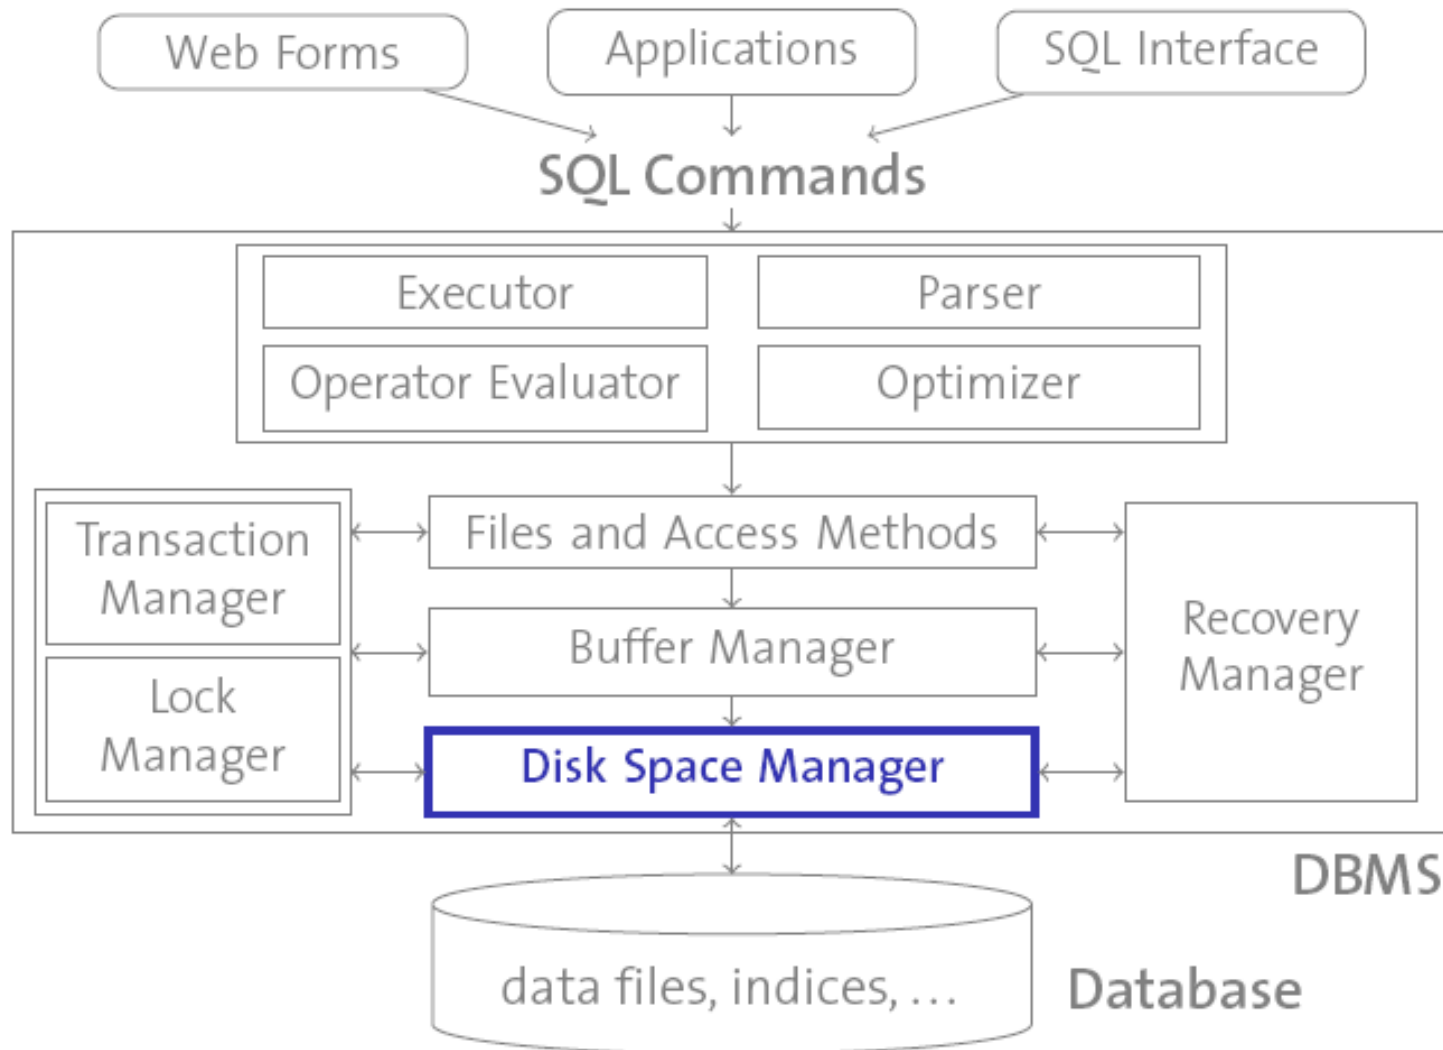 Web Forms
Applications
SQL Interface
SQL Commands
Executor
Parser
Operator Evaluator
Optimizer
Transaction
Manager
Files and Access Methods
Buffer Manager
Recovery
Manager
Lock
Manager
Disk Space Manager
DBMS
data files, indices, …
Database